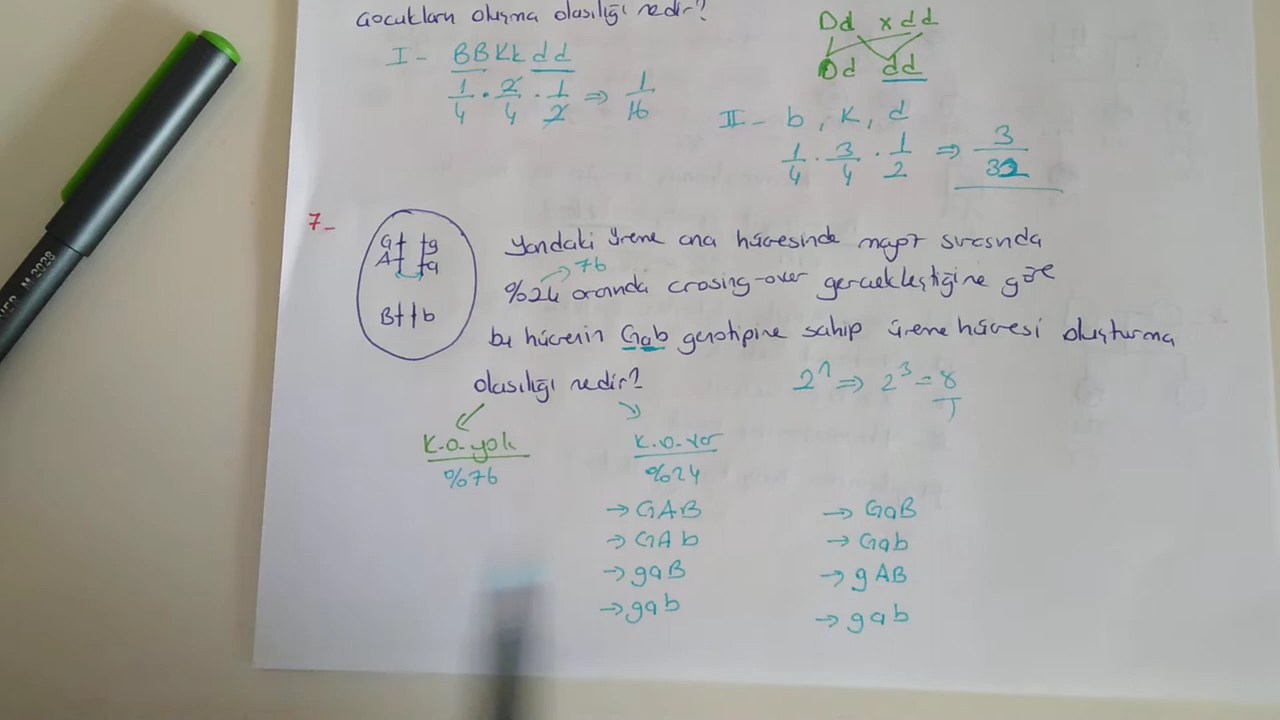 Çocukların oluşma olasılığı nedir?
Dd x dd
Dd dd
I - BBKkdd
1/4 . 2/4 . 1/2 ⇒ 1/16
II - b, K, d
1/4 . 3/4 . 1/2 ⇒ 3/32
7-
G g
A a
B b
Yandaki üreme ana hücresinde mayoz sırasında
76
%24 oranında crosing-over gerçekleştiğine göre
bu hücrenin Gab genotipine sahip üreme hücresi oluşturma
olasılığı nedir?
2^n ⇒ 2^3 = 8
K.O. yok
%76
K.O. var
%24
→ GAB → GaB
→ GAb → Gab
→ gaB → gAB
→ gab → gab